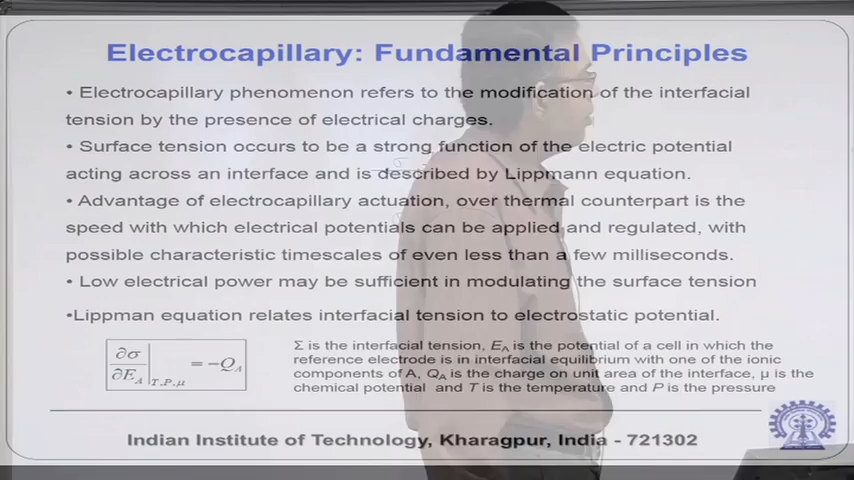 Electrocapillary: Fundamental Principles
• Electrocapillary phenomenon refers to the modification of the interfacial
tension by the presence of electrical charges.
• Surface tension occurs to be a strong function of the electric potential
acting across an interface and is described by Lippmann equation.
• Advantage of electrocapillary actuation, over thermal counterpart is the
speed with which electrical potentials can be applied and regulated, with
possible characteristic timescales of even less than a few milliseconds.
• Low electrical power may be sufficient in modulating the surface tension
•Lippman equation relates interfacial tension to electrostatic potential.
∂σ/∂E_A |_T,P,μ = −Q_A
Σ is the interfacial tension, E_A is the potential of a cell in which the
reference electrode is in interfacial equilibrium with one of the ionic
components of A, Q_A is the charge on unit area of the interface, μ is the
chemical potential and T is the temperature and P is the pressure
Indian Institute of Technology, Kharagpur, India - 721302